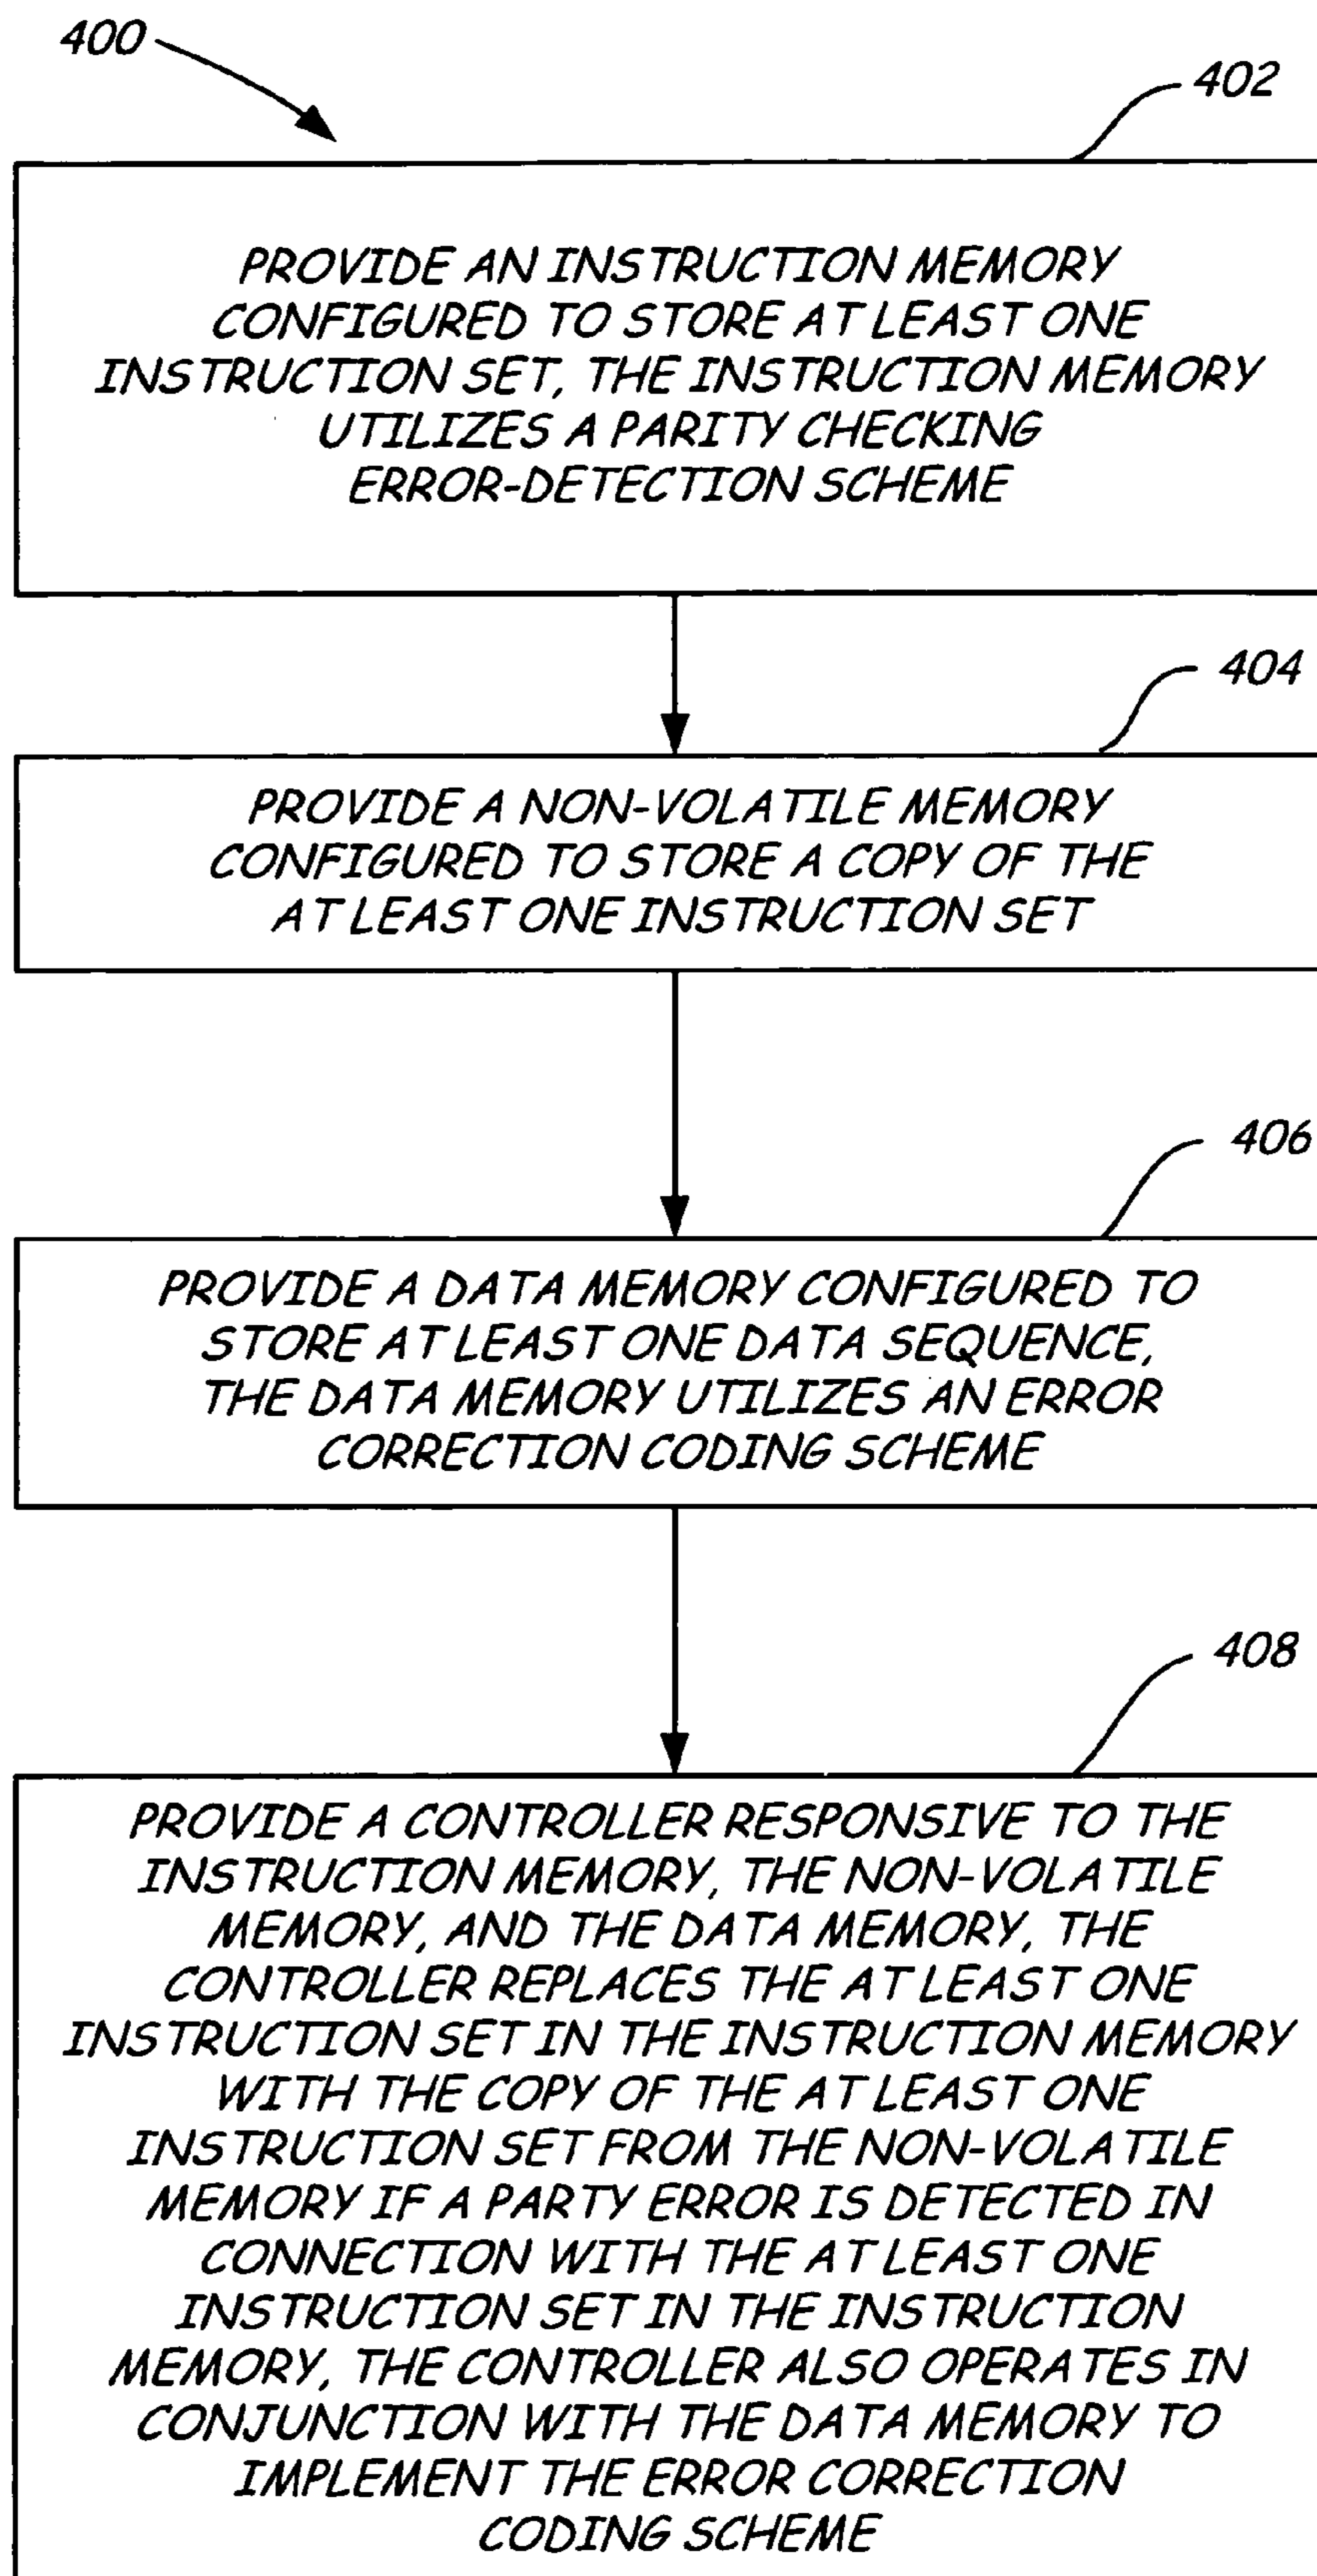 400
402
PROVIDE AN INSTRUCTION MEMORY
CONFIGURED TO STORE AT LEAST ONE
INSTRUCTION SET, THE INSTRUCTION MEMORY
UTILIZES A PARITY CHECKING
ERROR-DETECTION SCHEME
404
PROVIDE A NON-VOLATILE MEMORY
CONFIGURED TO STORE A COPY OF THE
AT LEAST ONE INSTRUCTION SET
406
PROVIDE A DATA MEMORY CONFIGURED TO
STORE AT LEAST ONE DATA SEQUENCE,
THE DATA MEMORY UTILIZES AN ERROR
CORRECTION CODING SCHEME
408
PROVIDE A CONTROLLER RESPONSIVE TO THE
INSTRUCTION MEMORY, THE NON-VOLATILE
MEMORY, AND THE DATA MEMORY, THE
CONTROLLER REPLACES THE AT LEAST ONE
INSTRUCTION SET IN THE INSTRUCTION MEMORY
WITH THE COPY OF THE AT LEAST ONE
INSTRUCTION SET FROM THE NON-VOLATILE
MEMORY IF A PARTY ERROR IS DETECTED IN
CONNECTION WITH THE AT LEAST ONE
INSTRUCTION SET IN THE INSTRUCTION
MEMORY, THE CONTROLLER ALSO OPERATES IN
CONJUNCTION WITH THE DATA MEMORY TO
IMPLEMENT THE ERROR CORRECTION
CODING SCHEME